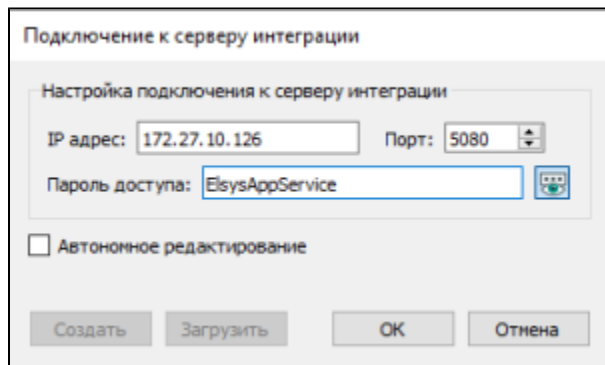 Подключение к серверу интеграции
Настройка подключения к серверу интеграции
IP адрес: 172.27.10.126 Порт: 5080
Пароль доступа: ElsysAppService
Автономное редактирование
Создать Загрузить OK Отмена